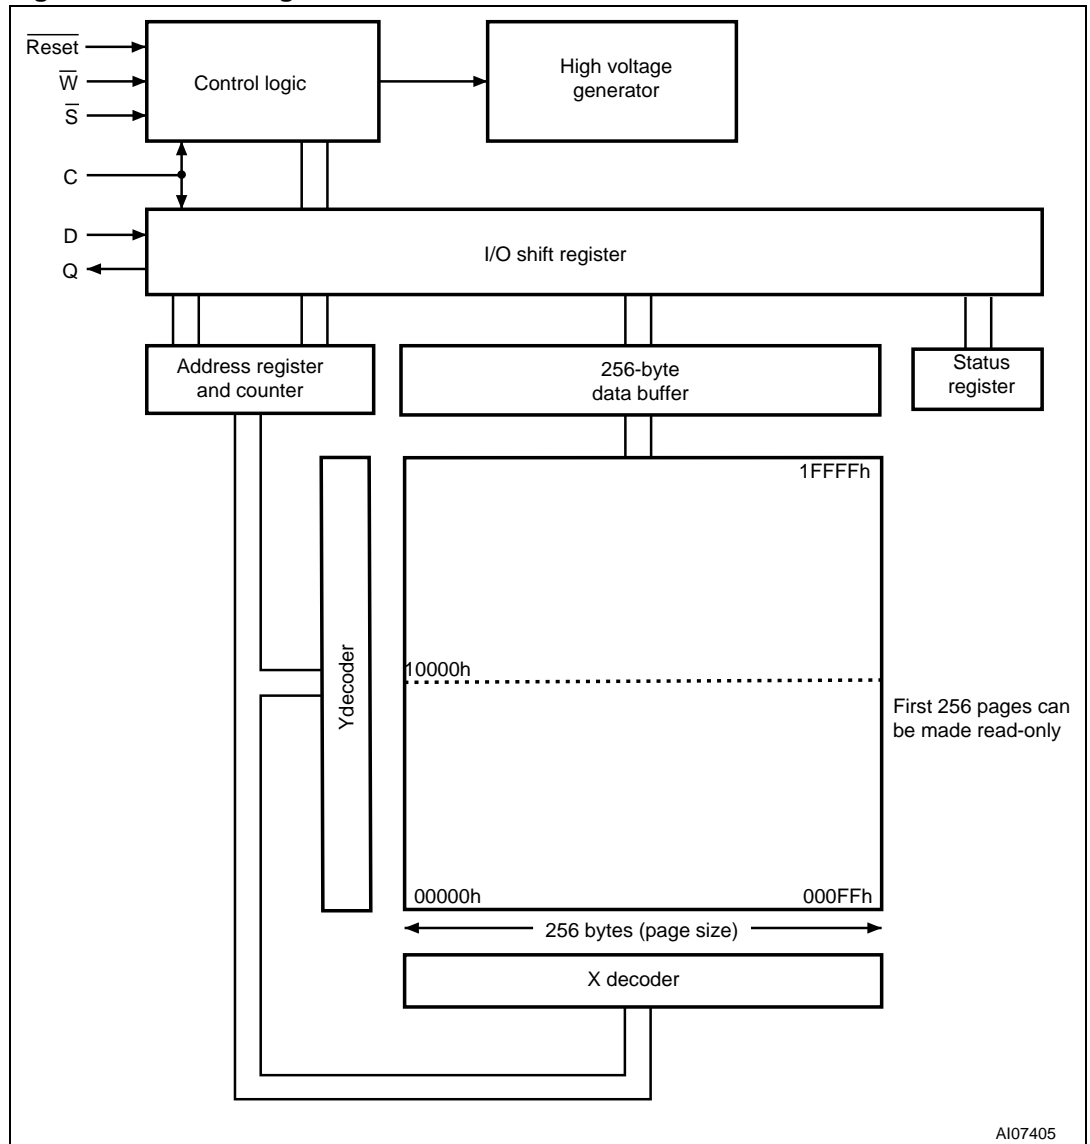 Reset
W
S
C
D
Q
Control logic
High voltage
generator
I/O shift register
Address register
and counter
256-byte
data buffer
Status
register
1FFFFh
10000h
Ydecoder
First 256 pages can
be made read-only
00000h
000FFh
256 bytes (page size)
X decoder
AI07405